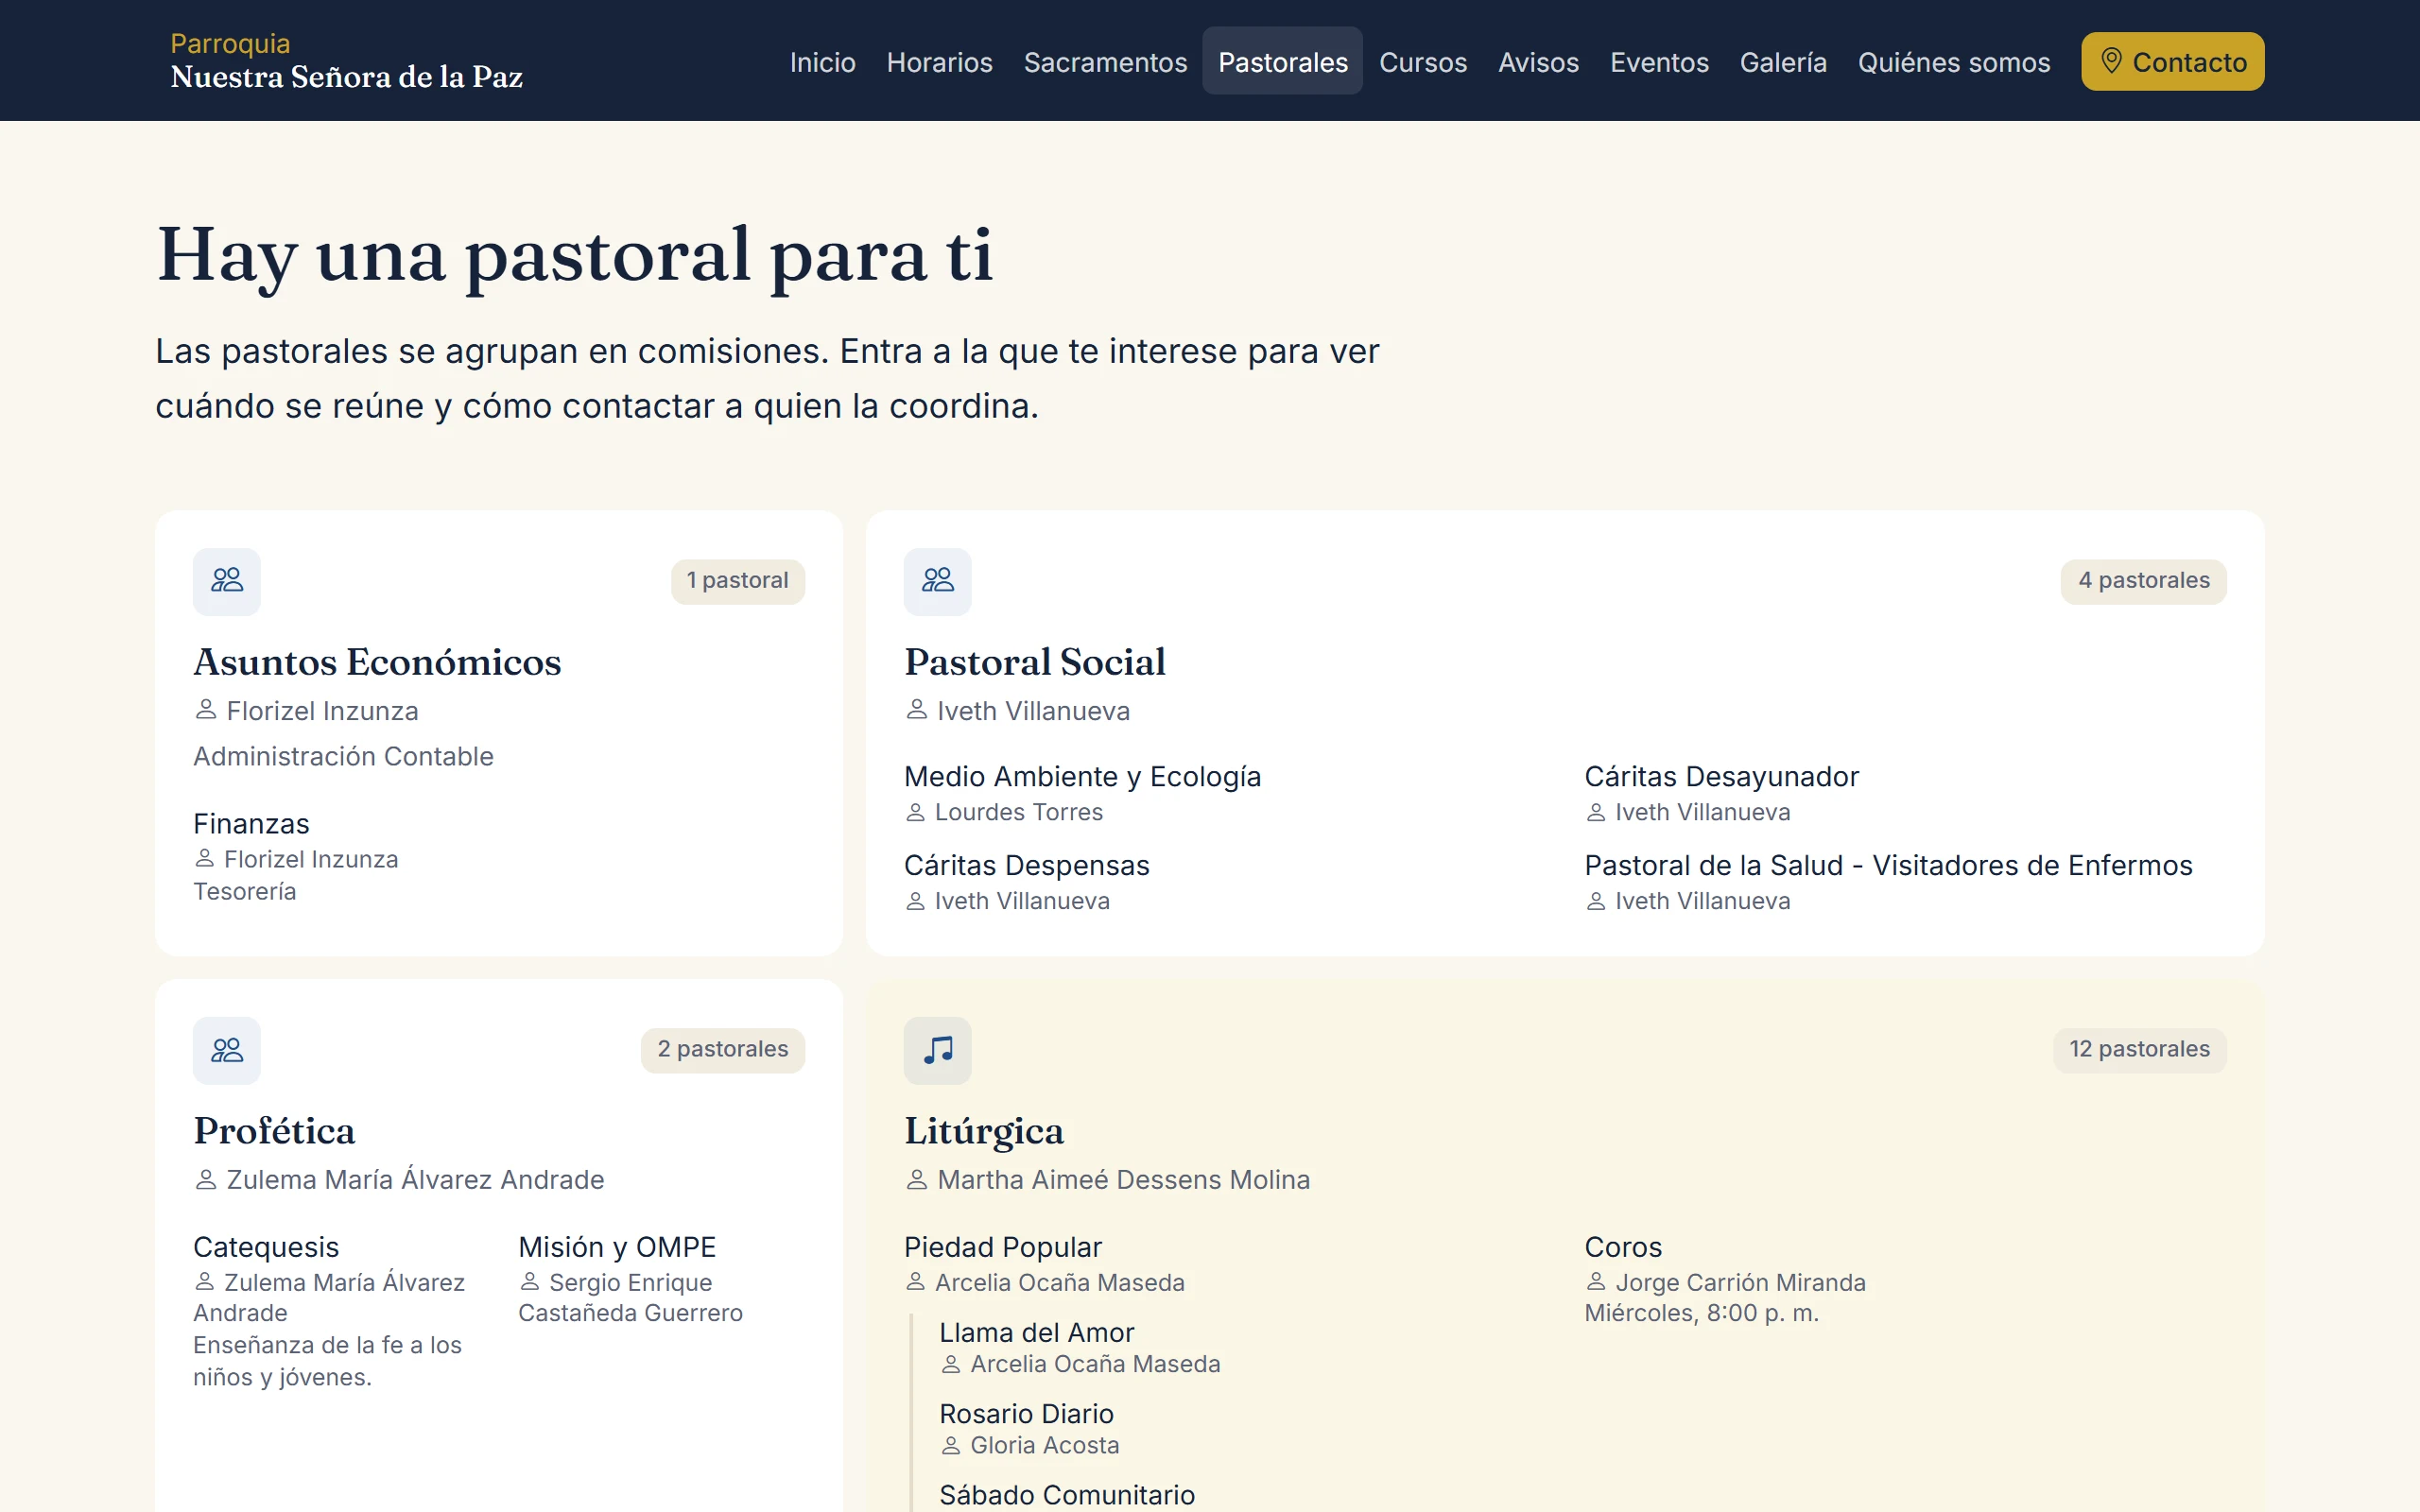 Parroquia
Nuestra Señora de la Paz
Inicio
Horarios
Sacramentos
Pastorales
Cursos
Avisos
Eventos
Galería
Quiénes somos
Contacto
Hay una pastoral para ti
Las pastorales se agrupan en comisiones. Entra a la que te interese para ver
cuándo se reúne y cómo contactar a quien la coordina.
1 pastoral
Asuntos Económicos
Florizel Inzunza
Administración Contable
Finanzas
Florizel Inzunza
Tesorería
4 pastorales
Pastoral Social
Iveth Villanueva
Medio Ambiente y Ecología
Lourdes Torres
Cáritas Desayunador
Iveth Villanueva
Cáritas Despensas
Iveth Villanueva
Pastoral de la Salud - Visitadores de Enfermos
Iveth Villanueva
2 pastorales
Profética
Zulema María Álvarez Andrade
Catequesis
Zulema María Álvarez
Andrade
Enseñanza de la fe a los
niños y jóvenes.
Misión y OMPE
Sergio Enrique
Castañeda Guerrero
12 pastorales
Litúrgica
Martha Aimeé Dessens Molina
Piedad Popular
Arcelia Ocaña Maseda
Llama del Amor
Arcelia Ocaña Maseda
Rosario Diario
Gloria Acosta
Sábado Comunitario
Coros
Jorge Carrión Miranda
Miércoles, 8:00 p. m.